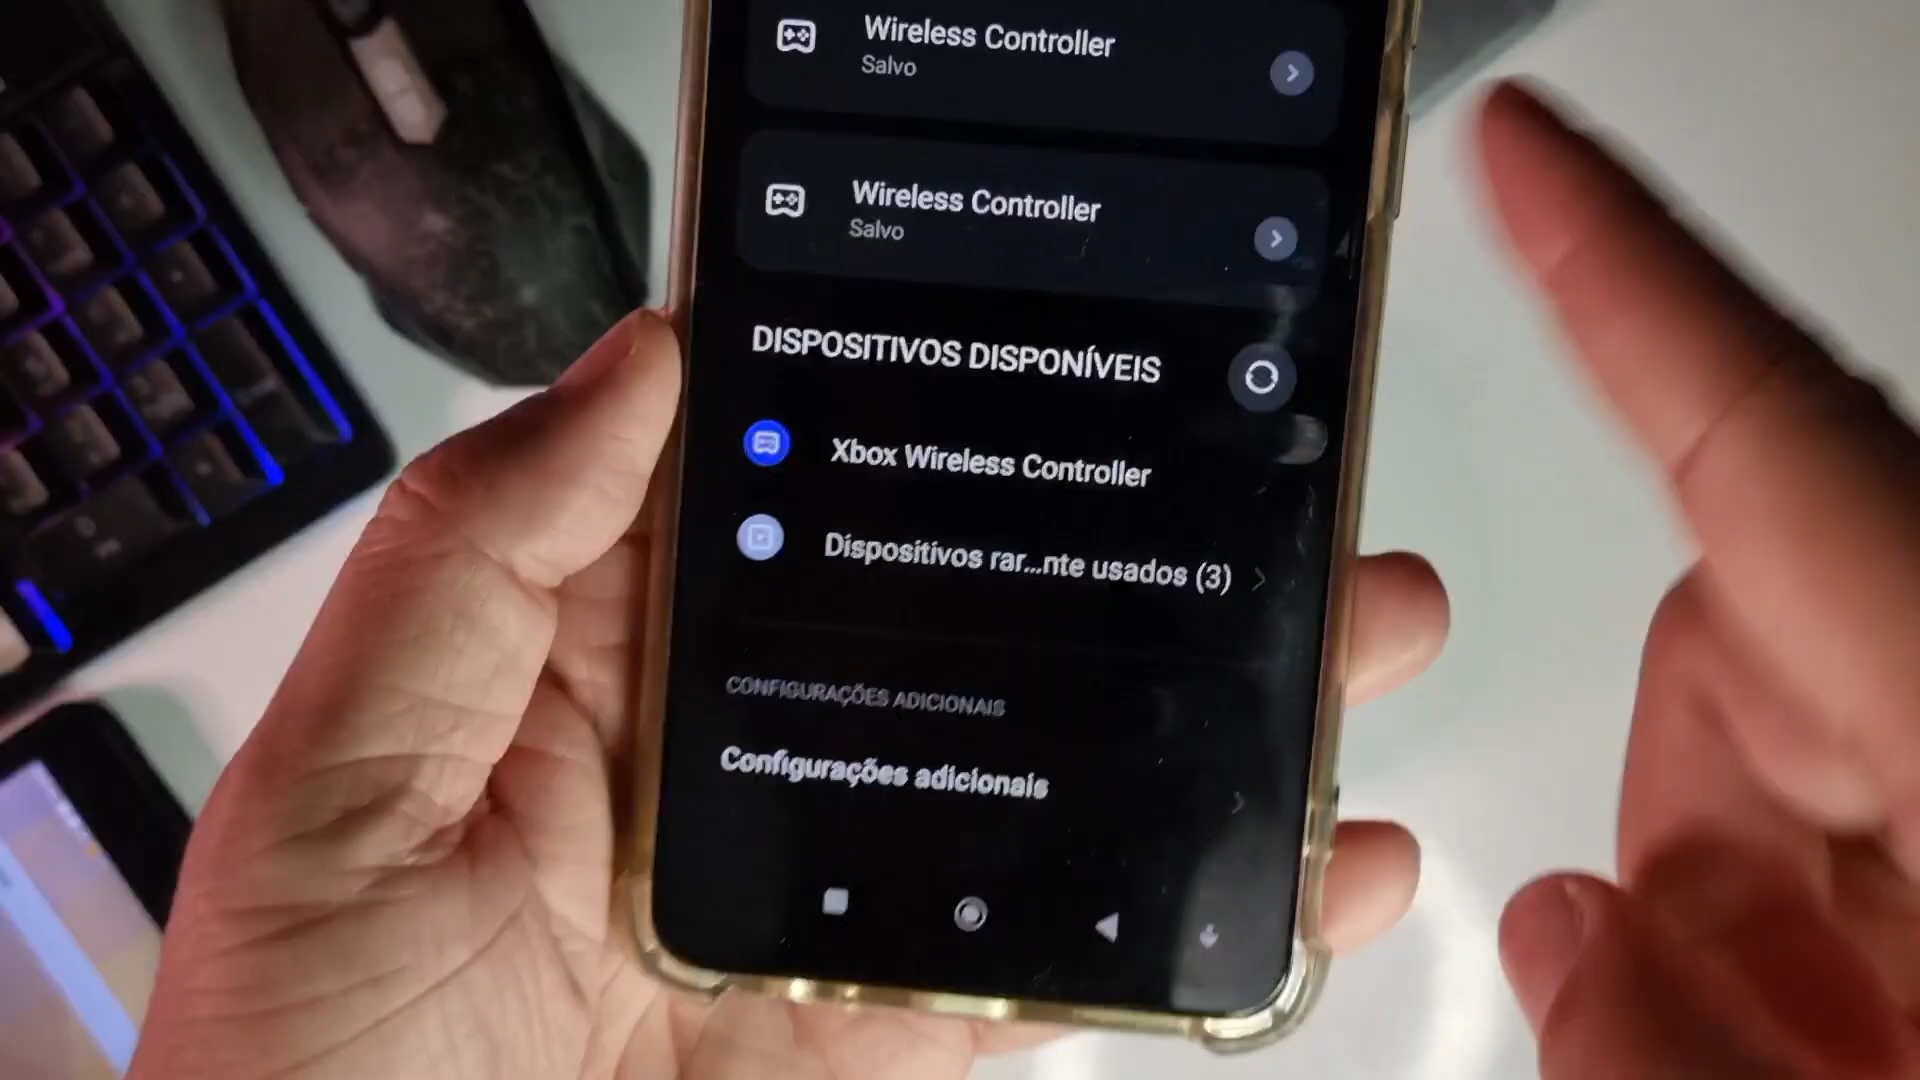 Wireless Controller
Salvo
Wireless Controller
Salvo
DISPOSITIVOS DISPONÍVEIS
Xbox Wireless Controller
Dispositivos rar...nte usados (3)
CONFIGURAÇÕES ADICIONAIS
Configurações adicionais